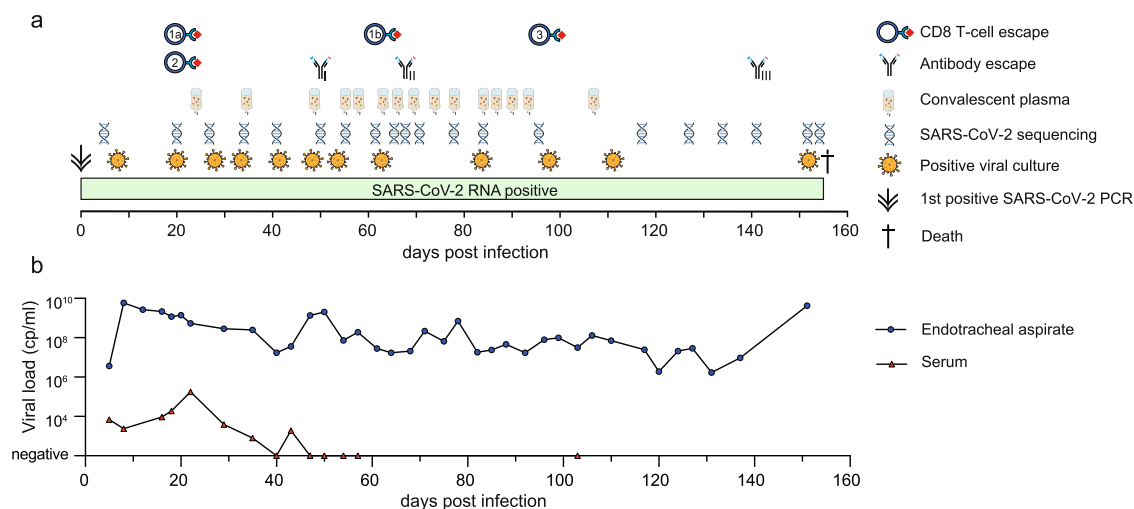 a
1a
1b
3
CD8 T-cell escape
2
I
II
III
Antibody escape
Convalescent plasma
SARS-CoV-2 sequencing
Positive viral culture
SARS-CoV-2 RNA positive
1st positive SARS-CoV-2 PCR
0 20 40 60 80 100 120 140 160
days post infection
Death
b
Viral load (cp/ml)
10¹⁰
10⁸
10⁶
10⁴
negative
Endotracheal aspirate
Serum
0 20 40 60 80 100 120 140 160
days post infection